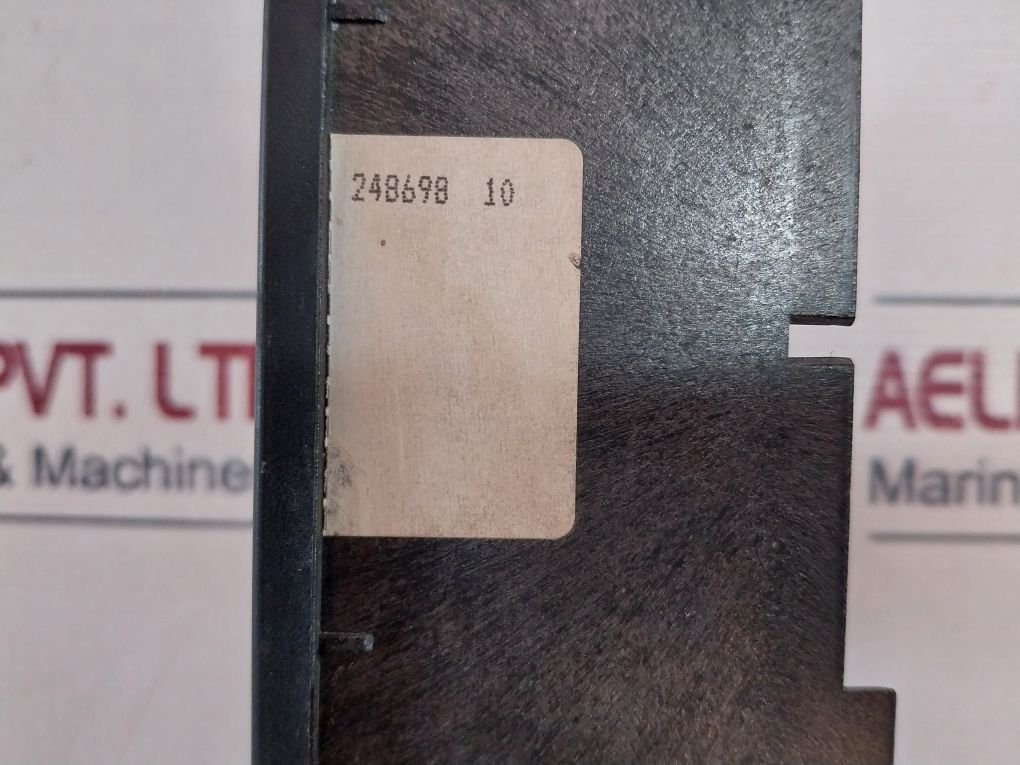 248698 10
PVT. LT
& Machine
AEL
Marin